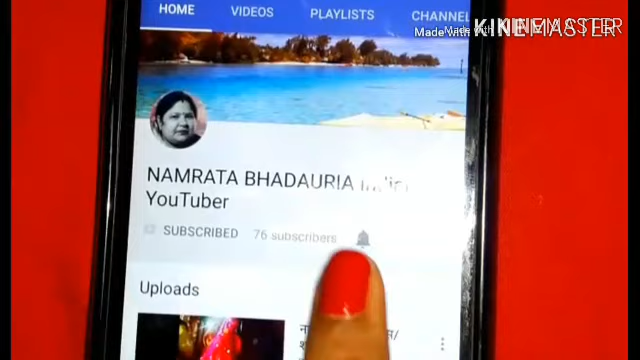 HOME VIDEOS PLAYLISTS CHANNEL
Made with KINEMASTER
NAMRATA BHADAURIA
YouTuber
SUBSCRIBED 76 subscribers
Uploads